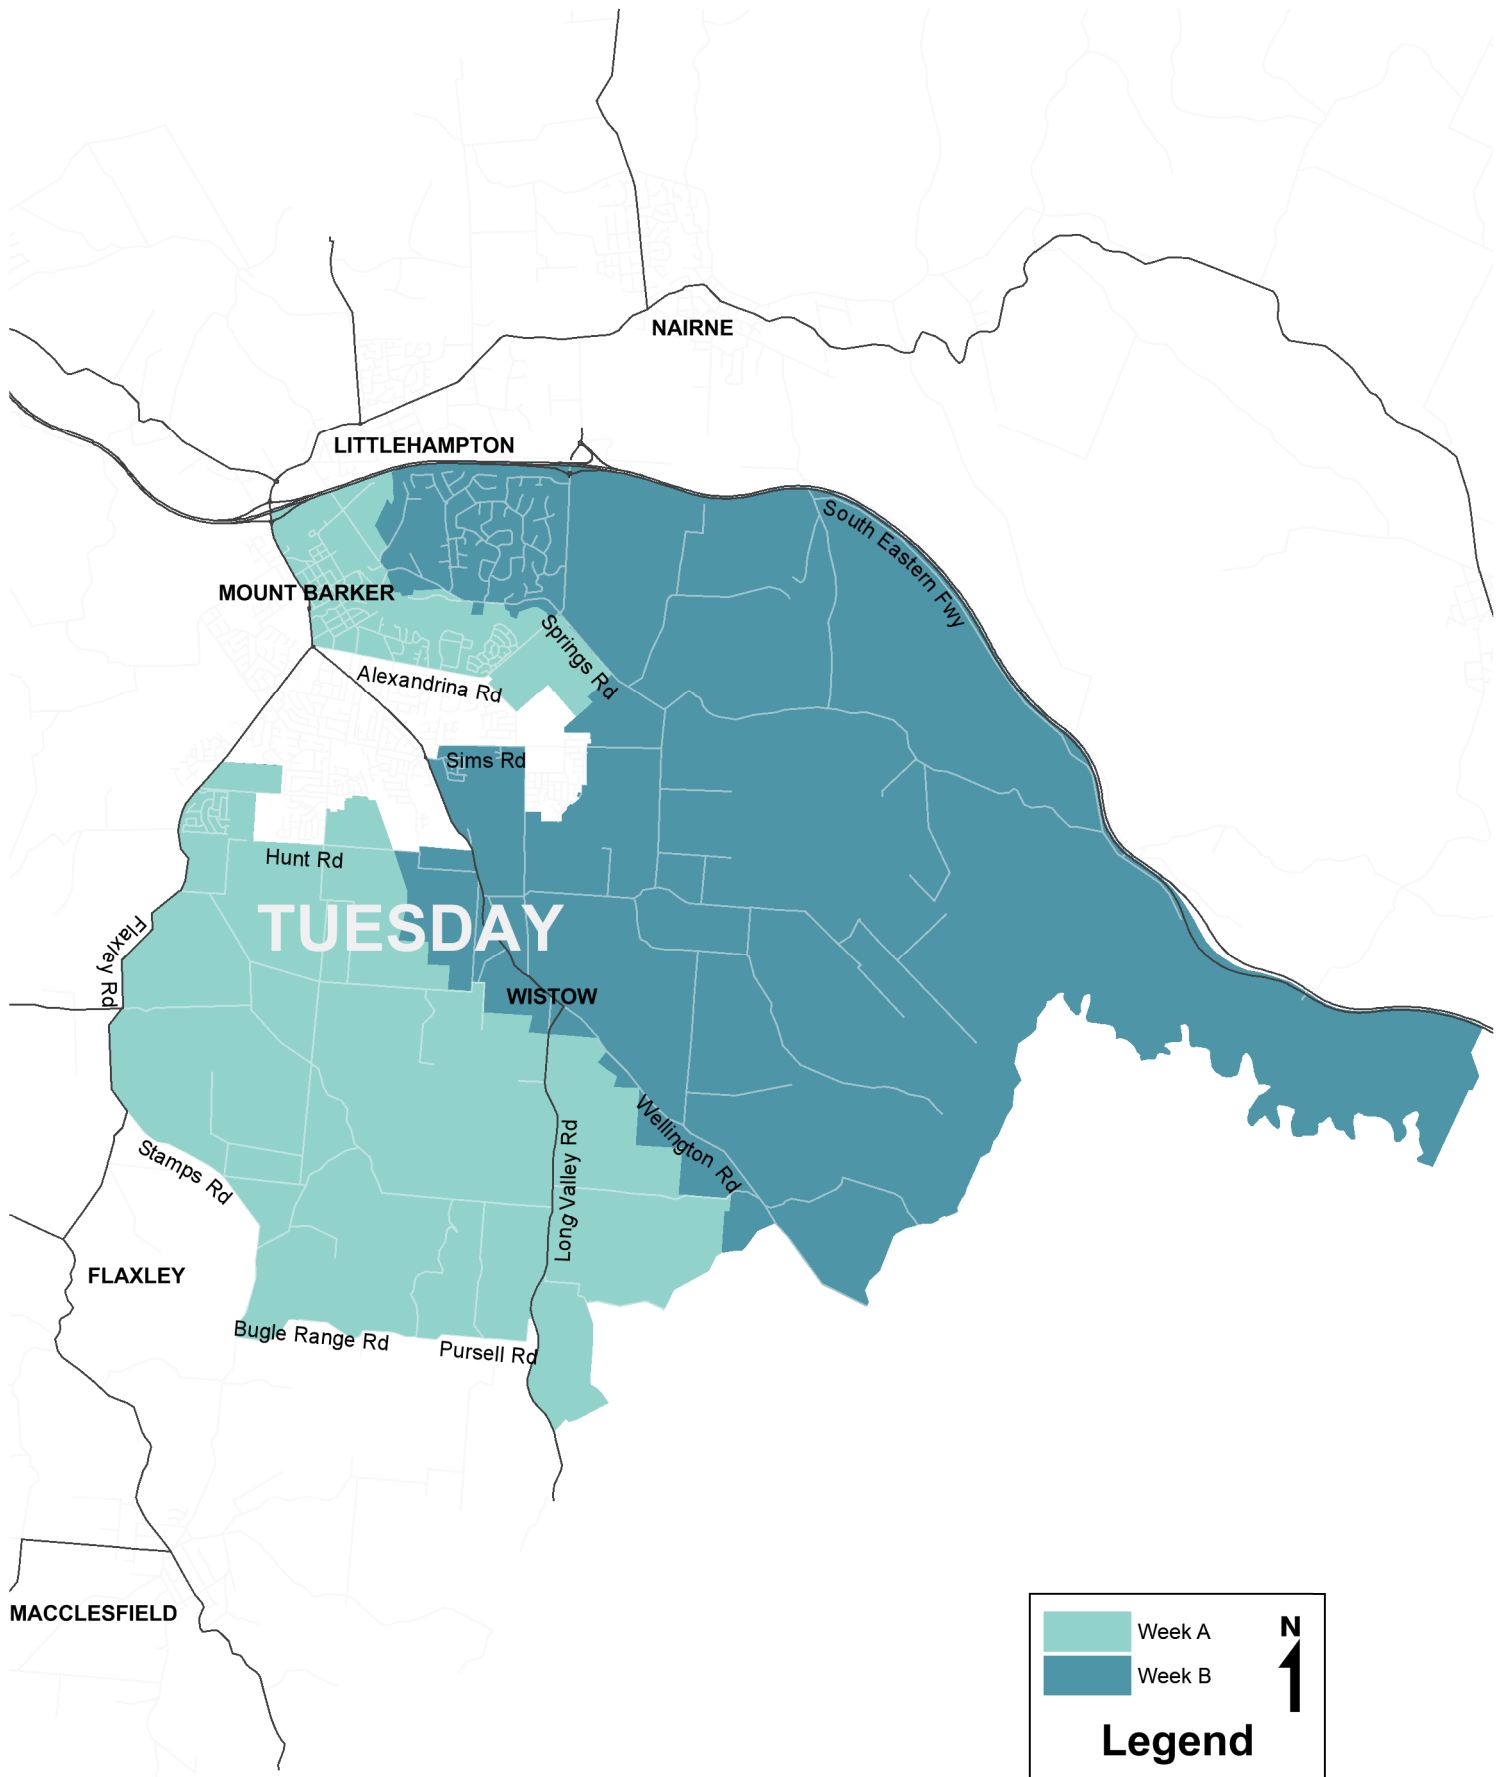 NAIRNE
LITTLEHAMPTON
South Eastern Fwy
MOUNT BARKER
Springs Rd
Alexandrina Rd
Sims Rd
Hunt Rd
TUESDAY
Flaxley Rd
WISTOW
Wellington Rd
Long Valley Rd
Stamps Rd
FLAXLEY
Bugle Range Rd
Pursell Rd
MACCLESFIELD
Week A
N
Week B
Legend